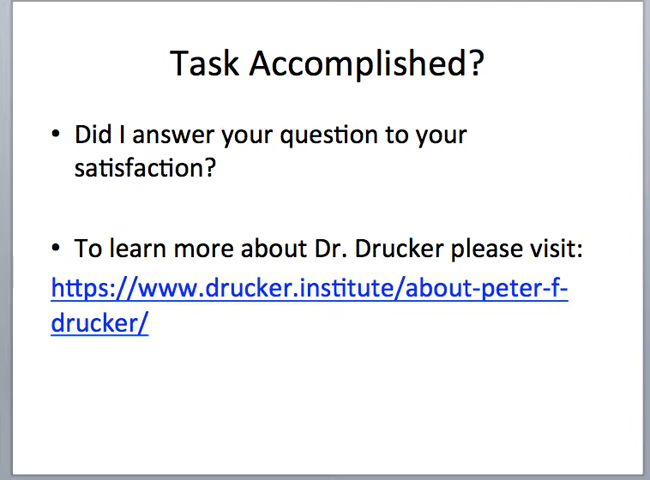 Task Accomplished?
• Did I answer your question to your
satisfaction?
• To learn more about Dr. Drucker please visit:
https://www.drucker.institute/about-peter-f-
drucker/